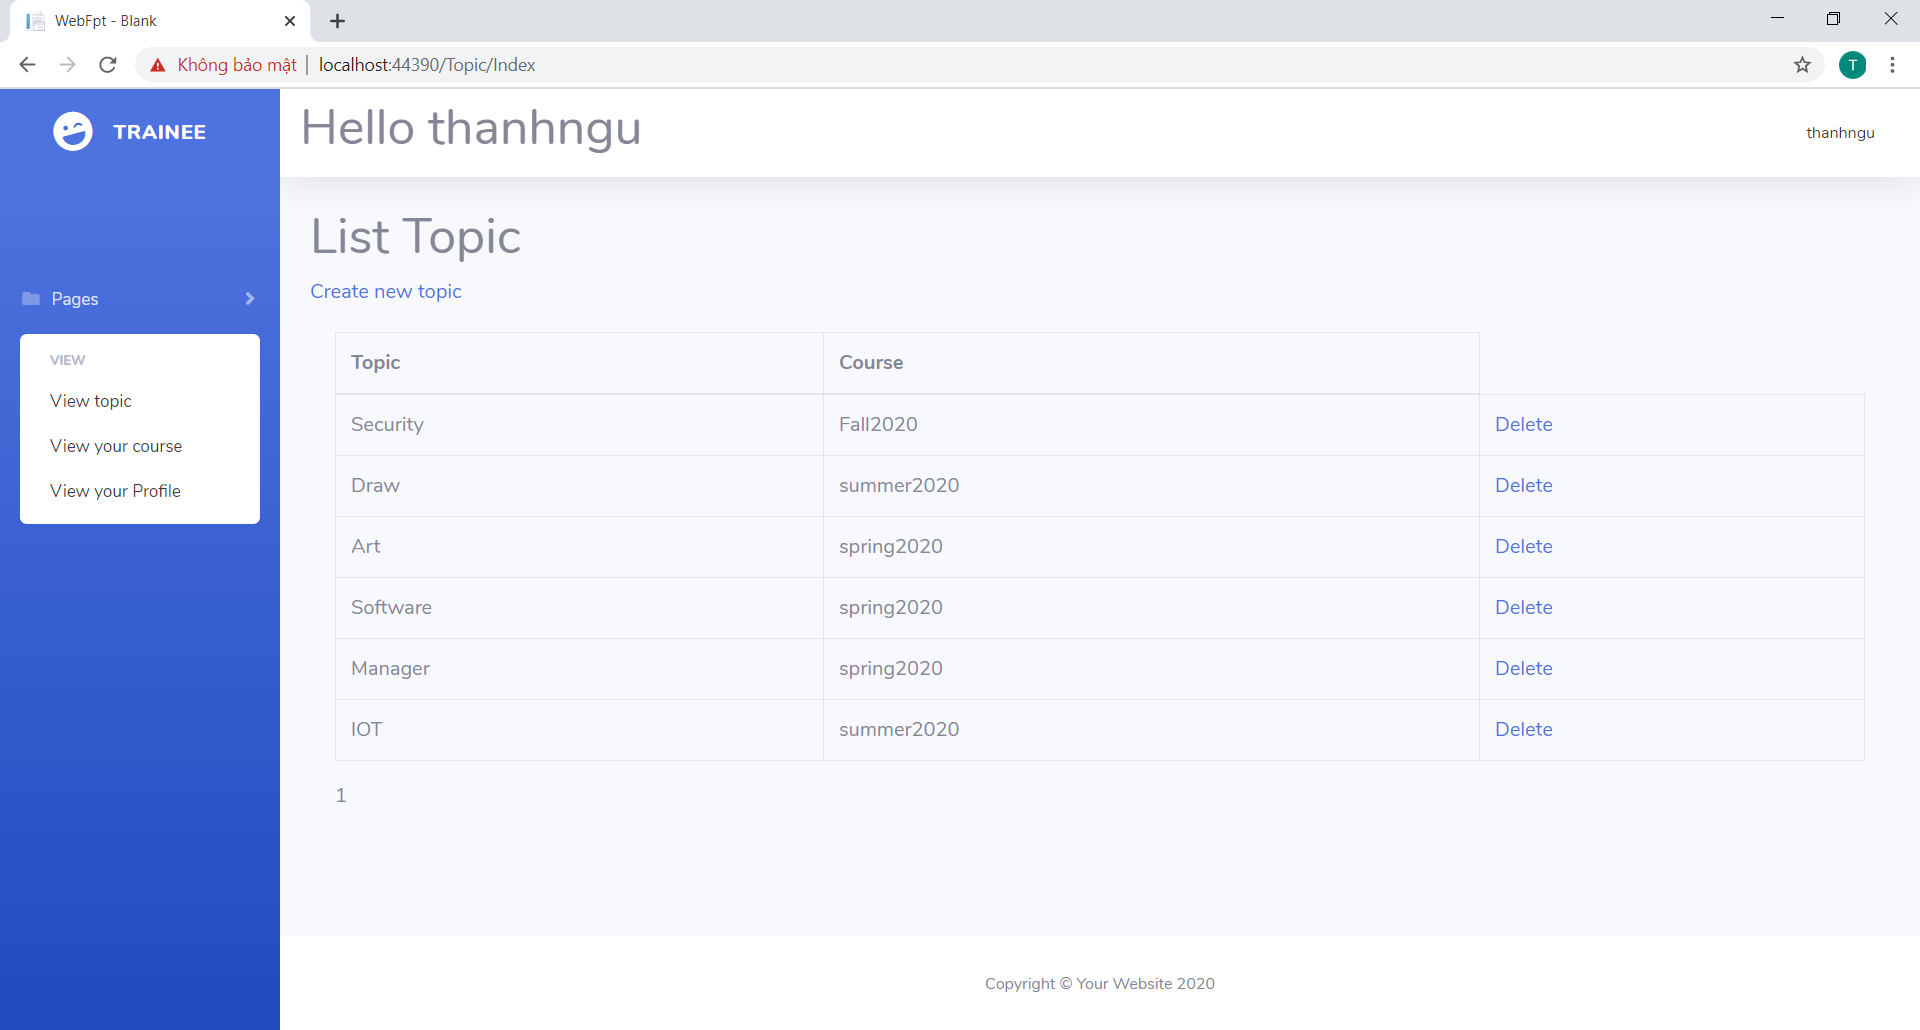 WebFpt - Blank
Không bảo mật | localhost:44390/Topic/Index
T
TRAINEE
Hello thanhngu
thanhngu
Pages
VIEW
View topic
View your course
View your Profile
List Topic
Create new topic
Topic Course
Security Fall2020 Delete
Draw summer2020 Delete
Art spring2020 Delete
Software spring2020 Delete
Manager spring2020 Delete
IOT summer2020 Delete
1
Copyright © Your Website 2020